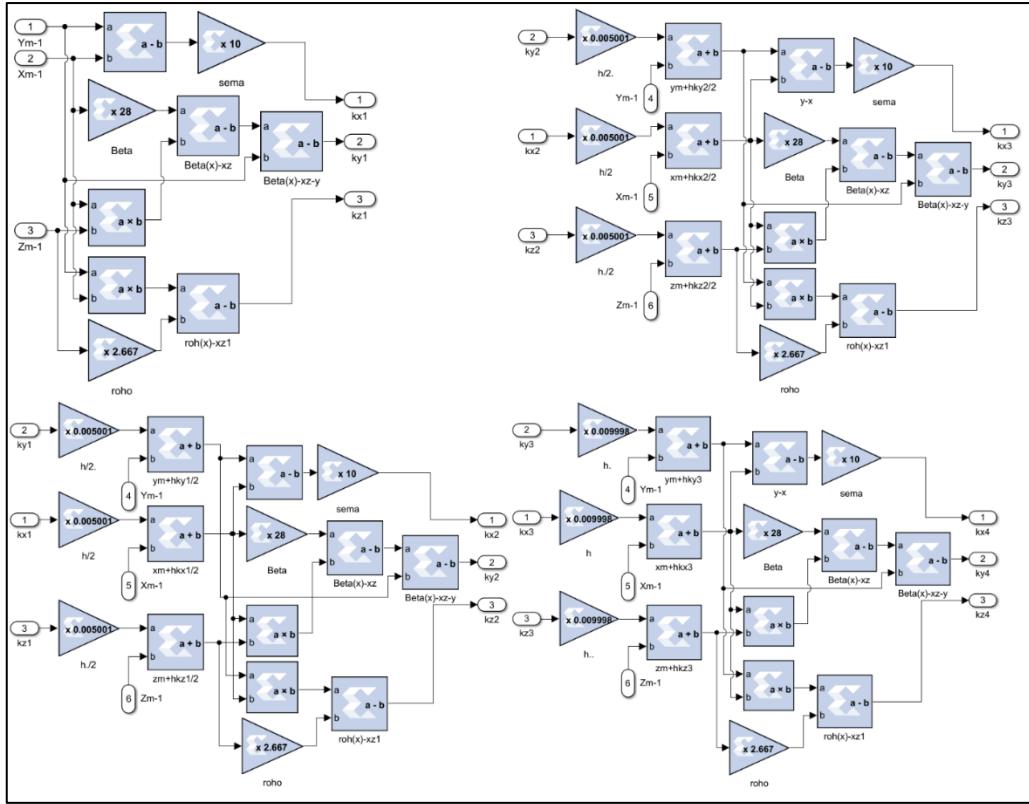 1
Ym-1
2
Xm-1
a
b
a - b
x 10
sema
1
kx1
x 28
Beta
a
b
a - b
Beta(x)-xz
a
b
a - b
Beta(x)-xz-y
2
ky1
3
Zm-1
a
b
a × b
3
kz1
a
b
a × b
a
b
a - b
roh(x)-xz1
x 2.667
roho
2
ky2
x 0.005001
h/2.
4
Ym-1
a
b
a + b
ym+hky2/2
a
b
a - b
y-x
x 10
sema
1
kx3
1
kx2
x 0.005001
h/2
5
Xm-1
a
b
a + b
xm+hkx2/2
x 28
Beta
a
b
a - b
Beta(x)-xz
a
b
a - b
Beta(x)-xz-y
2
ky3
3
kz2
x 0.005001
h./2
6
Zm-1
a
b
a + b
zm+hkz2/2
a
b
a × b
3
kz3
a
b
a × b
a
b
a - b
roh(x)-xz1
x 2.667
roho
2
ky1
x 0.005001
h/2.
4
Ym-1
a
b
a + b
ym+hky1/2
a
b
a - b
x 10
sema
1
kx2
1
kx1
x 0.005001
h/2
5
Xm-1
a
b
a + b
xm+hkx1/2
x 28
Beta
a
b
a - b
Beta(x)-xz
a
b
a - b
Beta(x)-xz-y
2
ky2
3
kz1
x 0.005001
h./2
6
Zm-1
a
b
a + b
zm+hkz1/2
a
b
a × b
3
kz2
a
b
a × b
a
b
a - b
roh(x)-xz1
x 2.667
roho
2
ky3
x 0.009998
h.
4
Ym-1
a
b
a + b
ym+hky3
a
b
a - b
y-x
x 10
sema
1
kx4
1
kx3
x 0.009998
h
5
Xm-1
a
b
a + b
xm+hkx3
x 28
Beta
a
b
a - b
Beta(x)-xz
a
b
a - b
Beta(x)-xz-y
2
ky4
3
kz3
x 0.009998
h..
6
Zm-1
a
b
a + b
zm+hkz3
a
b
a × b
3
kz4
a
b
a × b
a
b
a - b
roh(x)-xz1
x 2.667
roho